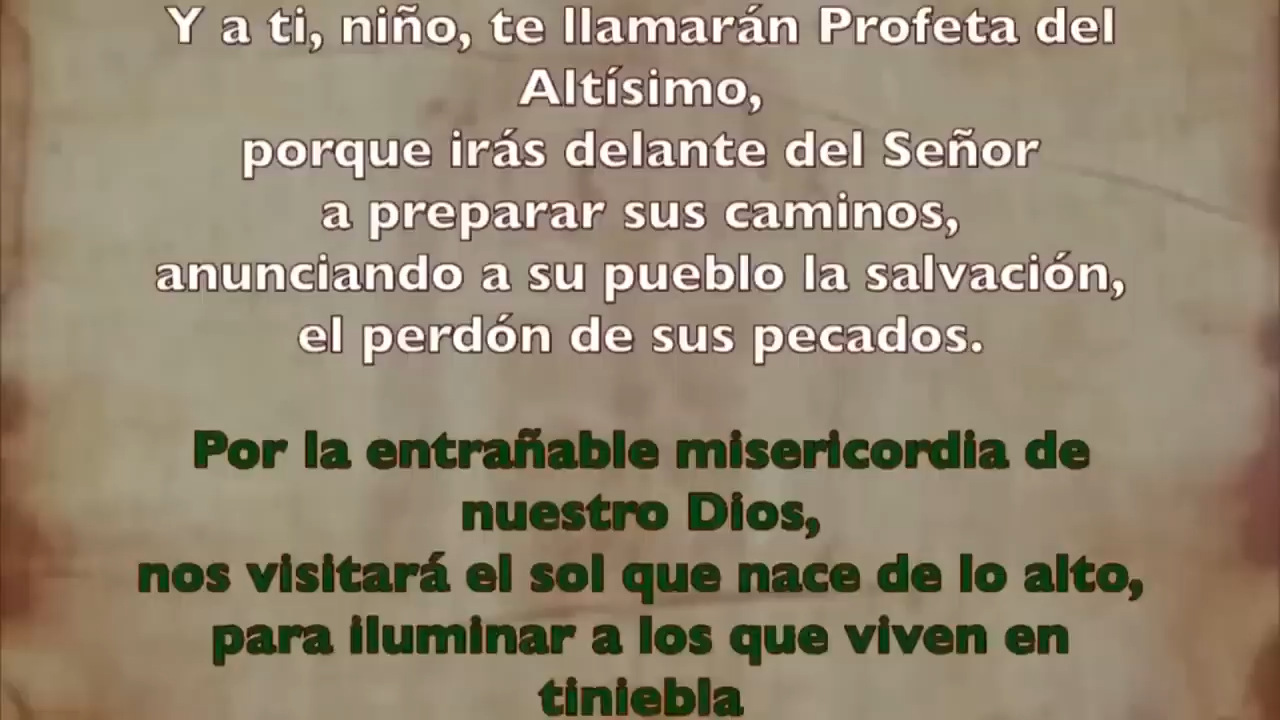 Y a ti, niño, te llamarán Profeta del
Altísimo,
porque irás delante del Señor
a preparar sus caminos,
anunciando a su pueblo la salvación,
el perdón de sus pecados.
Por la entrañable misericordia de
nuestro Dios,
nos visitará el sol que nace de lo alto,
para iluminar a los que viven en
tiniebla